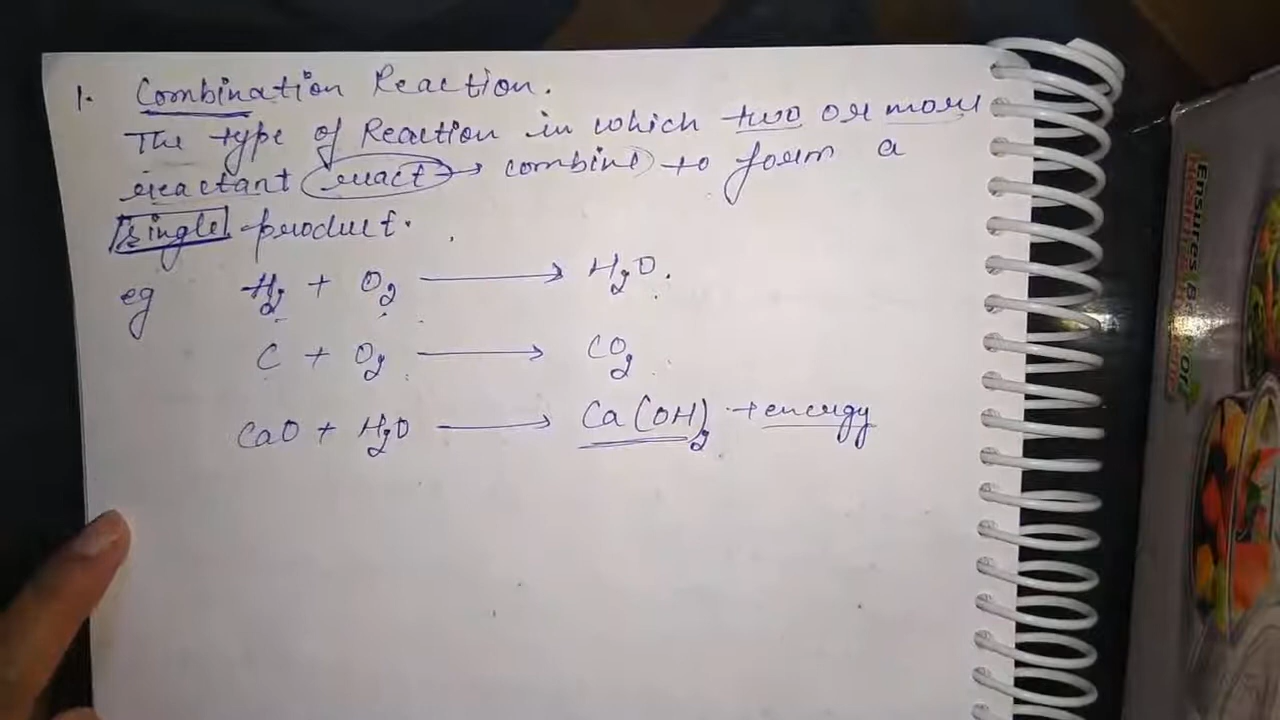 1. Combination Reaction.
The type of Reaction in which two or more
reactant react → combine to form a
single product.
eg H₂ + O₂ ⟶ H₂O.
C + O₂ ⟶ CO₂
CaO + H₂O ⟶ Ca(OH)₂ + energy
Ensures